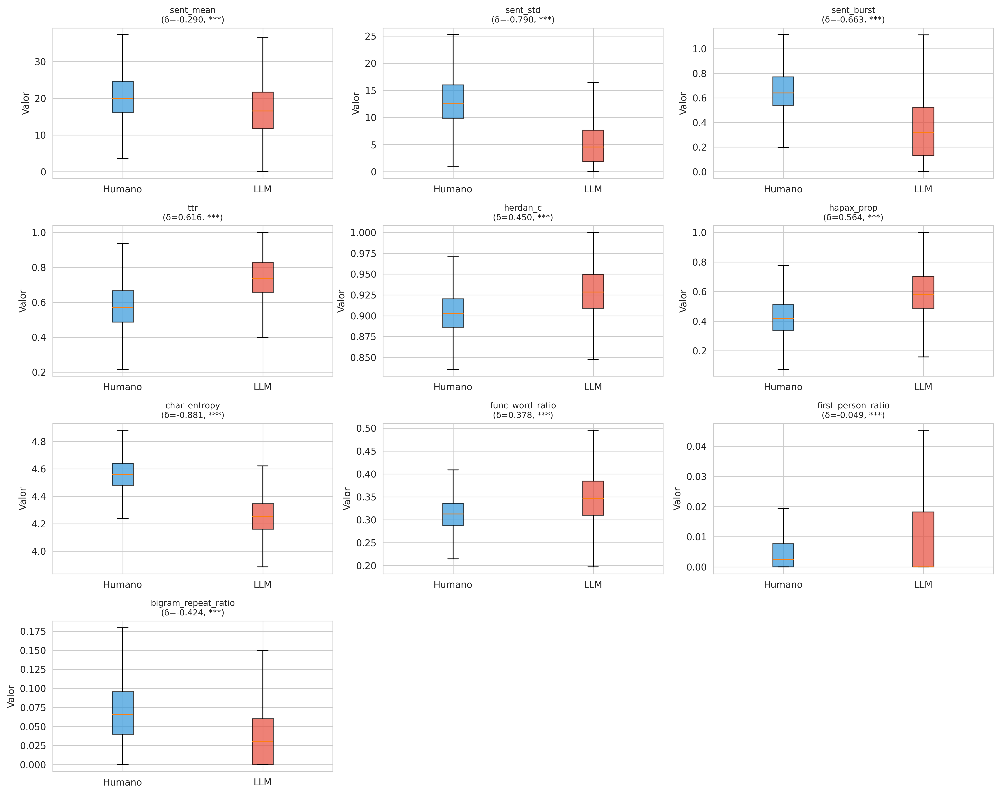 sent_mean
(δ=-0.290, ***)
sent_std
(δ=-0.790, ***)
sent_burst
(δ=-0.663, ***)
Valor
30
20
10
0
Humano
LLM
Valor
25
20
15
10
5
0
Humano
LLM
Valor
1.0
0.8
0.6
0.4
0.2
0.0
Humano
LLM
ttr
(δ=0.616, ***)
herdan_c
(δ=0.450, ***)
hapax_prop
(δ=0.564, ***)
Valor
1.0
0.8
0.6
0.4
0.2
Humano
LLM
Valor
1.000
0.975
0.950
0.925
0.900
0.875
0.850
Humano
LLM
Valor
1.0
0.8
0.6
0.4
0.2
Humano
LLM
char_entropy
(δ=-0.881, ***)
func_word_ratio
(δ=0.378, ***)
first_person_ratio
(δ=-0.049, ***)
Valor
4.8
4.6
4.4
4.2
4.0
Humano
LLM
Valor
0.50
0.45
0.40
0.35
0.30
0.25
0.20
Humano
LLM
Valor
0.04
0.03
0.02
0.01
0.00
Humano
LLM
bigram_repeat_ratio
(δ=-0.424, ***)
Valor
0.175
0.150
0.125
0.100
0.075
0.050
0.025
0.000
Humano
LLM